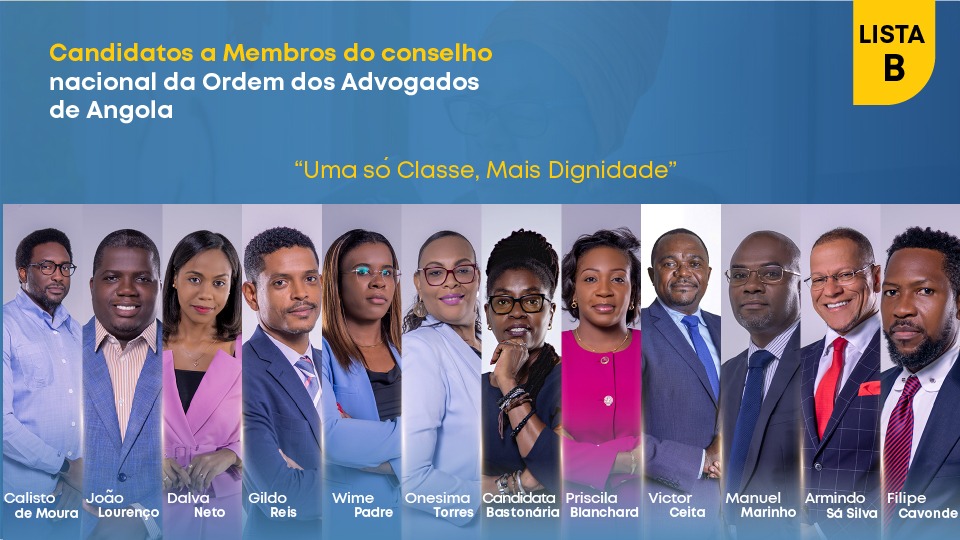 Candidatos a Membros do conselho
nacional da Ordem dos Advogados
de Angola
LISTA
B
“Uma só Classe, Mais Dignidade”
Calisto
de Moura
João
Lourenço
Dalva
Neto
Gildo
Reis
Wime
Padre
Onesima
Torres
Candidata
Bastonária
Priscila
Blanchard
Victor
Ceita
Manuel
Marinho
Armindo
Sá Silva
Filipe
Cavonde